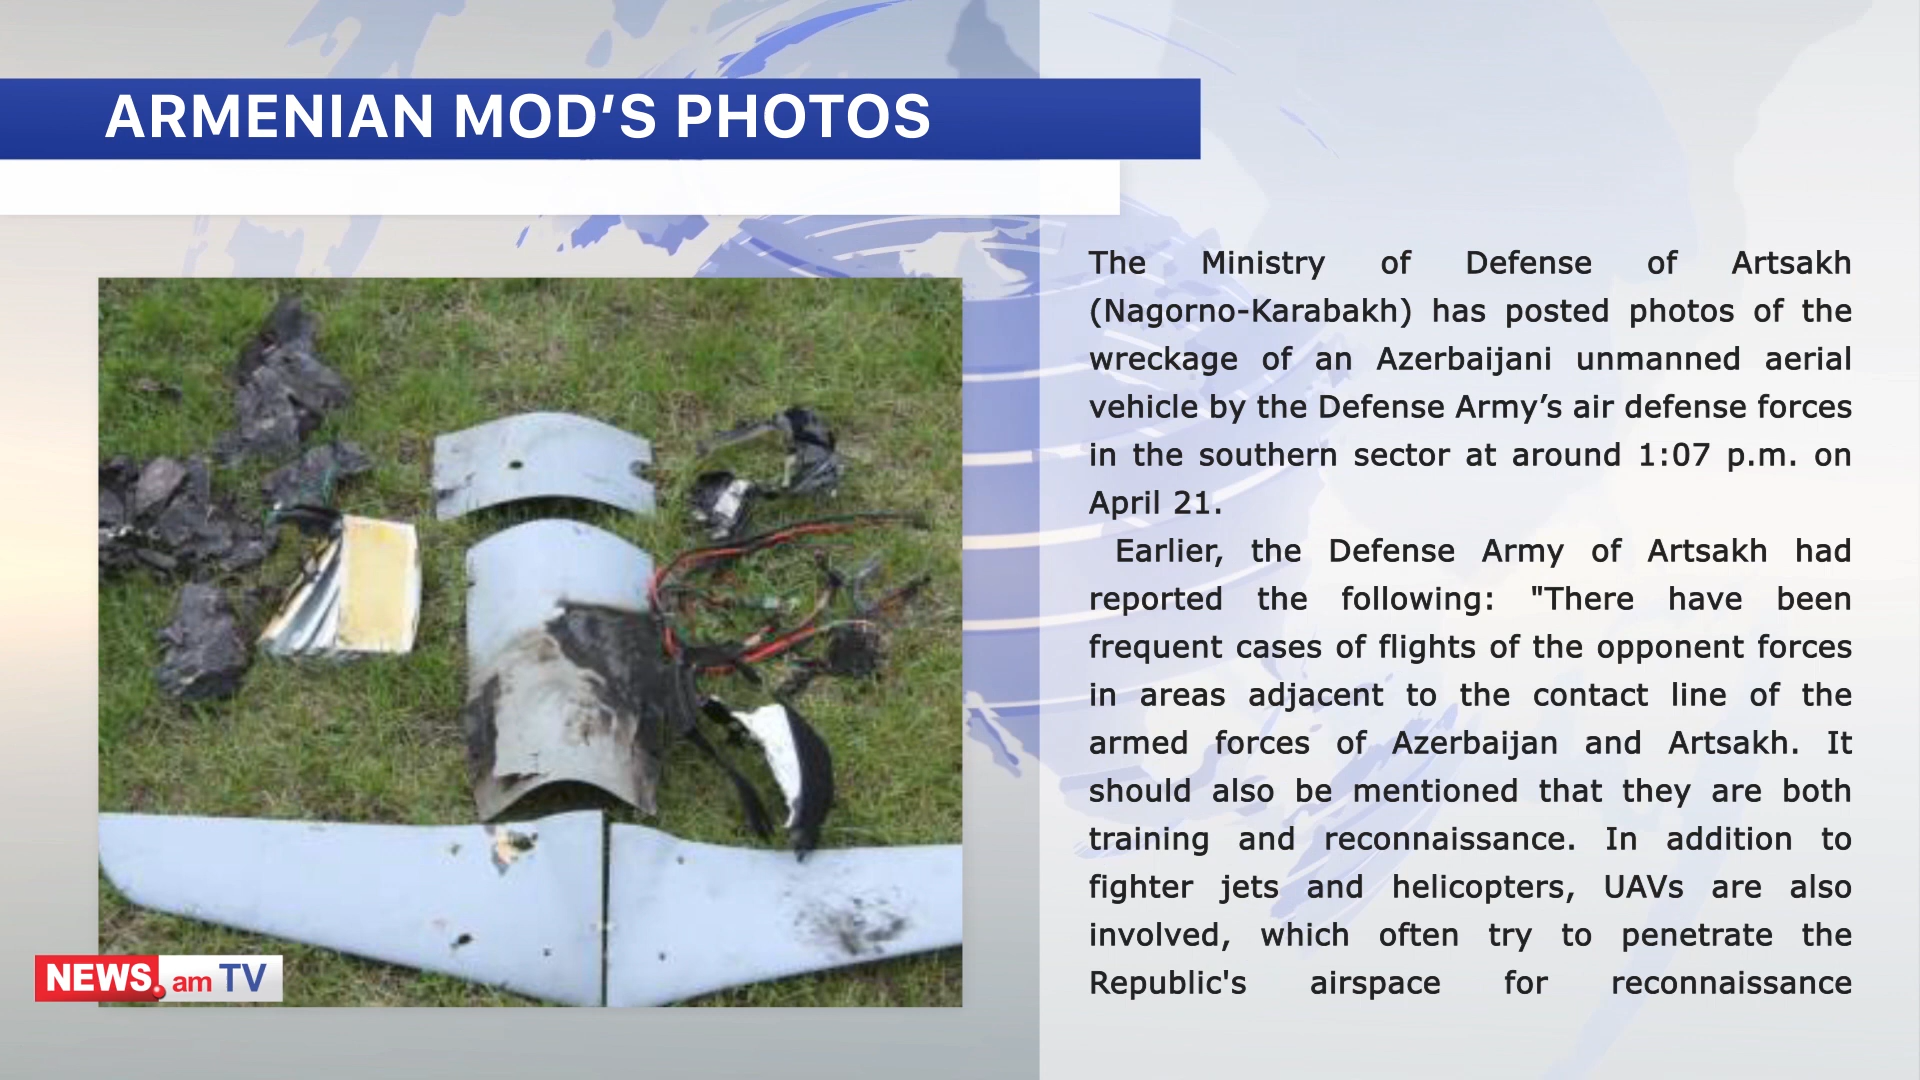 ARMENIAN MOD’S PHOTOS
The Ministry of Defense of Artsakh
(Nagorno-Karabakh) has posted photos of the
wreckage of an Azerbaijani unmanned aerial
vehicle by the Defense Army’s air defense forces
in the southern sector at around 1:07 p.m. on
April 21.
Earlier, the Defense Army of Artsakh had
reported the following: "There have been
frequent cases of flights of the opponent forces
in areas adjacent to the contact line of the
armed forces of Azerbaijan and Artsakh. It
should also be mentioned that they are both
training and reconnaissance. In addition to
fighter jets and helicopters, UAVs are also
involved, which often try to penetrate the
Republic's airspace for reconnaissance
NEWS.am TV